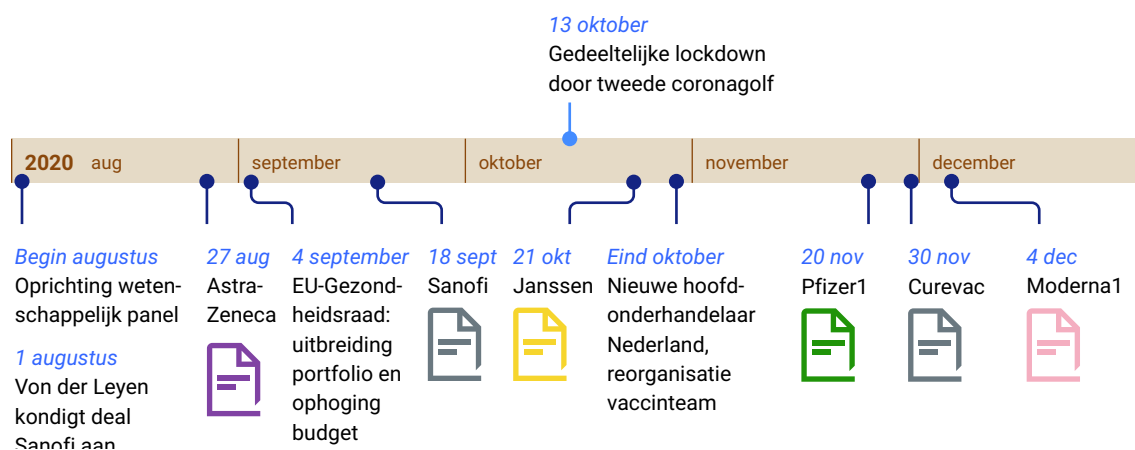 13 oktober
Gedeeltelijke lockdown
door tweede coronagolf
2020 aug
september
oktober
november
december
Begin augustus
Oprichting weten-
schappelijk panel
1 augustus
Von der Leyen
kondigt deal
Sanofi aan
27 aug
Astra-
Zeneca
4 september
EU-Gezond-
heidsraad:
uitbreiding
portfolio en
ophoging
budget
18 sept
Sanofi
21 okt
Janssen
Eind oktober
Nieuwe hoofd-
onderhandelaar
Nederland,
reorganisatie
vaccinteam
20 nov
Pfizer1
30 nov
Curevac
4 dec
Moderna1